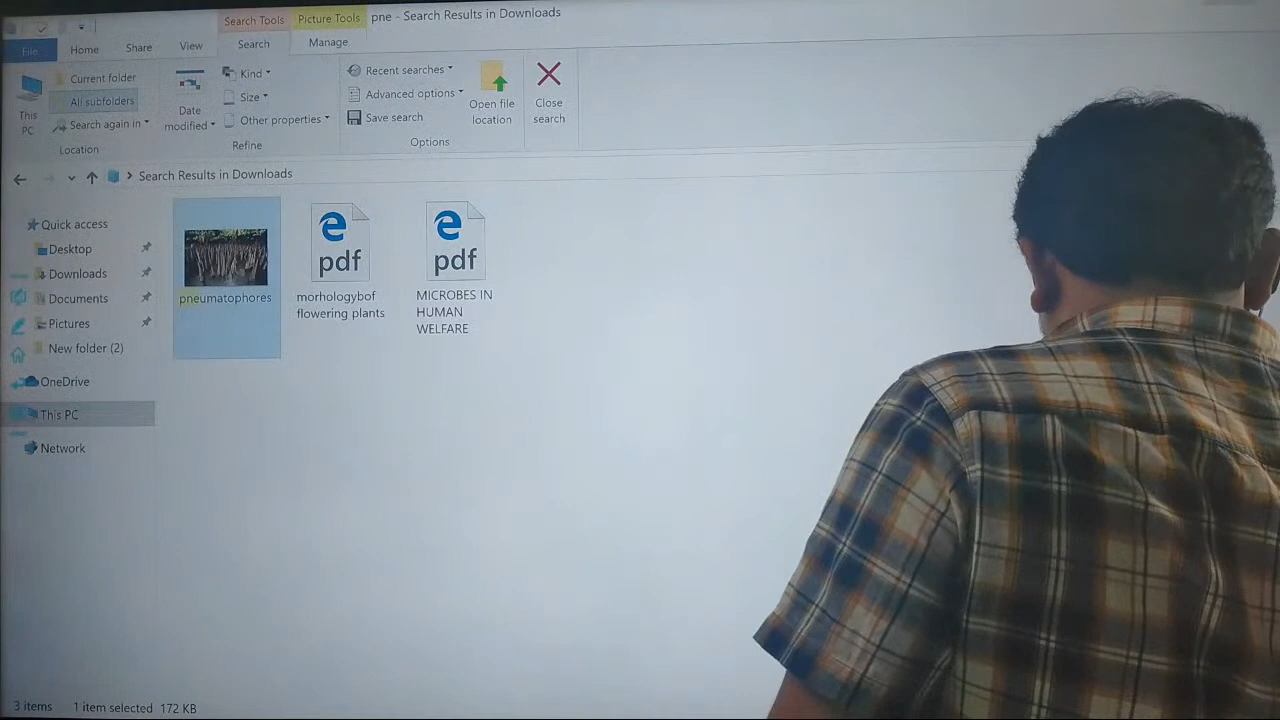 Search Tools
Picture Tools
pne - Search Results in Downloads
File
Home
Share
View
Search
Manage
This PC
Current folder
All subfolders
Search again in
Location
Date modified
Kind
Size
Other properties
Refine
Recent searches
Advanced options
Save search
Options
Open file location
Close search
Search Results in Downloads
Quick access
Desktop
Downloads
Documents
Pictures
New folder (2)
OneDrive
This PC
Network
pneumatophores
pdf
morhologybof
flowering plants
pdf
MICROBES IN
HUMAN
WELFARE
3 items
1 item selected 172 KB